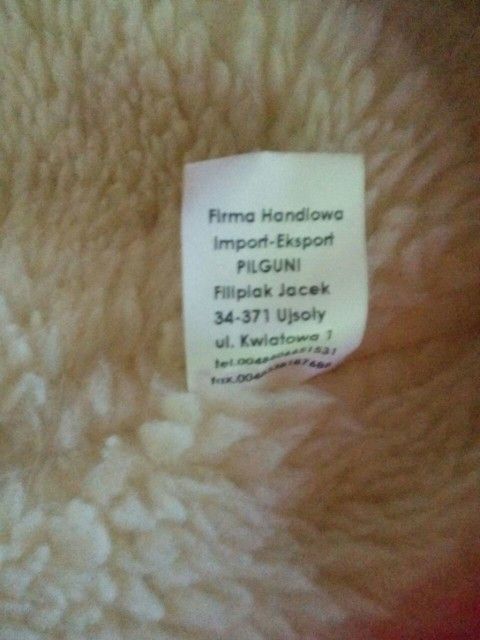 Firma Handlowa
Import-Eksport
PILGUNI
Filipiak Jacek
34-371 Ujsoły
ul. Kwiatowa 1